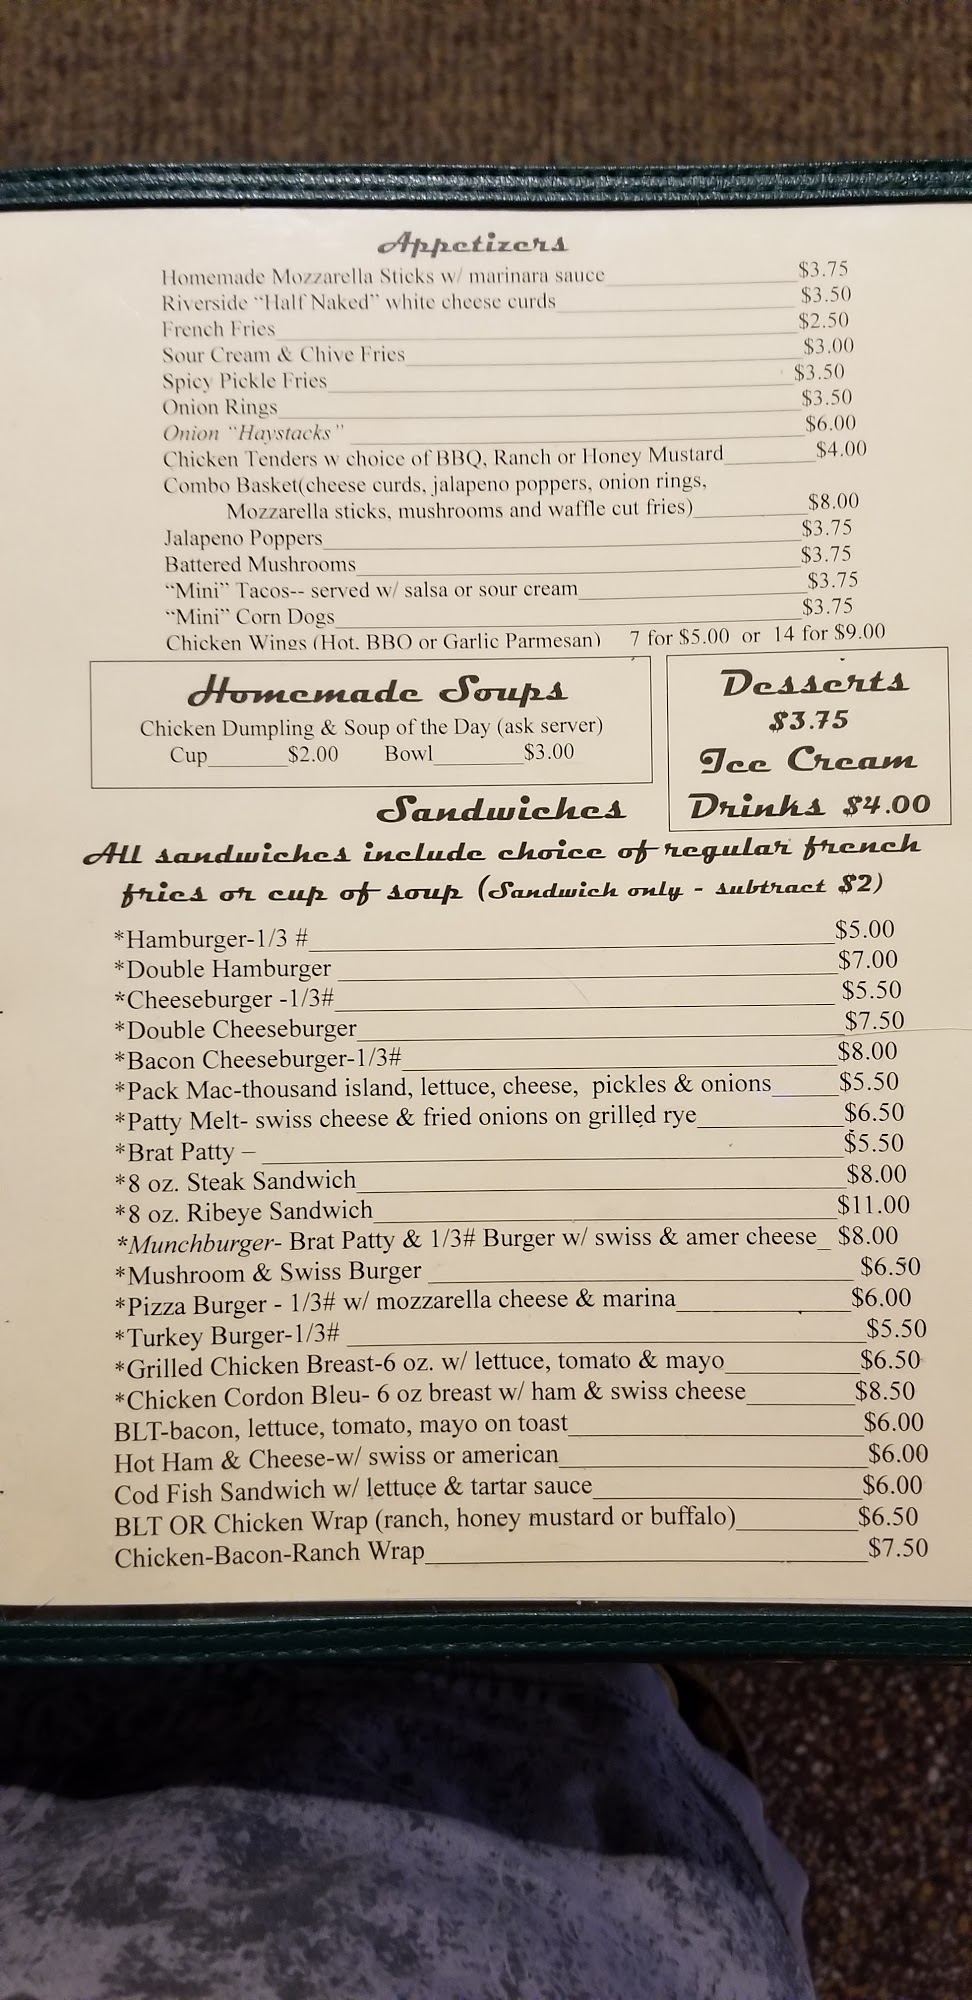 Appetizers
Homemade Mozzarella Sticks w/ marinara sauce $3.75
Riverside “Half Naked” white cheese curds $3.50
French Fries $2.50
Sour Cream & Chive Fries $3.00
Spicy Pickle Fries $3.50
Onion Rings $3.50
Onion “Haystacks” $6.00
Chicken Tenders w choice of BBQ, Ranch or Honey Mustard $4.00
Combo Basket(cheese curds, jalapeno poppers, onion rings,
Mozzarella sticks, mushrooms and waffle cut fries) $8.00
Jalapeno Poppers $3.75
Battered Mushrooms $3.75
“Mini” Tacos-- served w/ salsa or sour cream $3.75
“Mini” Corn Dogs $3.75
Chicken Wings (Hot, BBQ or Garlic Parmesan) 7 for $5.00 or 14 for $9.00
Homemade Soups
Chicken Dumpling & Soup of the Day (ask server)
Cup $2.00 Bowl $3.00
Desserts
$3.75
Ice Cream
Drinks $4.00
Sandwiches
All sandwiches include choice of regular french
fries or cup of soup (Sandwich only - subtract $2)
*Hamburger-1/3 # $5.00
*Double Hamburger $7.00
*Cheeseburger -1/3# $5.50
*Double Cheeseburger $7.50
*Bacon Cheeseburger-1/3# $8.00
*Pack Mac-thousand island, lettuce, cheese, pickles & onions $5.50
*Patty Melt- swiss cheese & fried onions on grilled rye $6.50
*Brat Patty – $5.50
*8 oz. Steak Sandwich $8.00
*8 oz. Ribeye Sandwich $11.00
*Munchburger- Brat Patty & 1/3# Burger w/ swiss & amer cheese $8.00
*Mushroom & Swiss Burger $6.50
*Pizza Burger - 1/3# w/ mozzarella cheese & marina $6.00
*Turkey Burger-1/3# $5.50
*Grilled Chicken Breast-6 oz. w/ lettuce, tomato & mayo $6.50
*Chicken Cordon Bleu- 6 oz breast w/ ham & swiss cheese $8.50
BLT-bacon, lettuce, tomato, mayo on toast $6.00
Hot Ham & Cheese-w/ swiss or american $6.00
Cod Fish Sandwich w/ lettuce & tartar sauce $6.00
BLT OR Chicken Wrap (ranch, honey mustard or buffalo) $6.50
Chicken-Bacon-Ranch Wrap $7.50